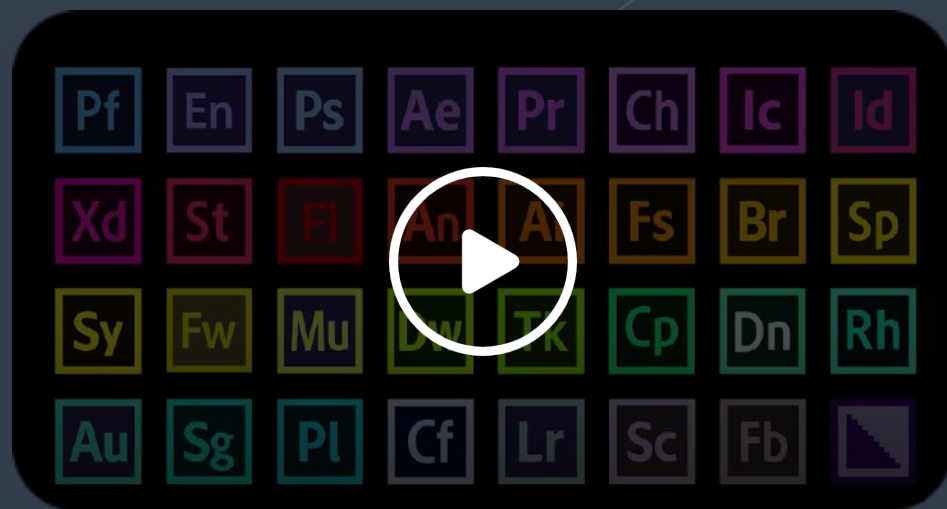 Pf En Ps Ae Pr Ch Ic Id
Xd St Fl An Ai Fs Br Sp
Sy Fw Mu Dw Tk Cp Dn Rh
Au Sg Pl Cf Lr Sc Fb